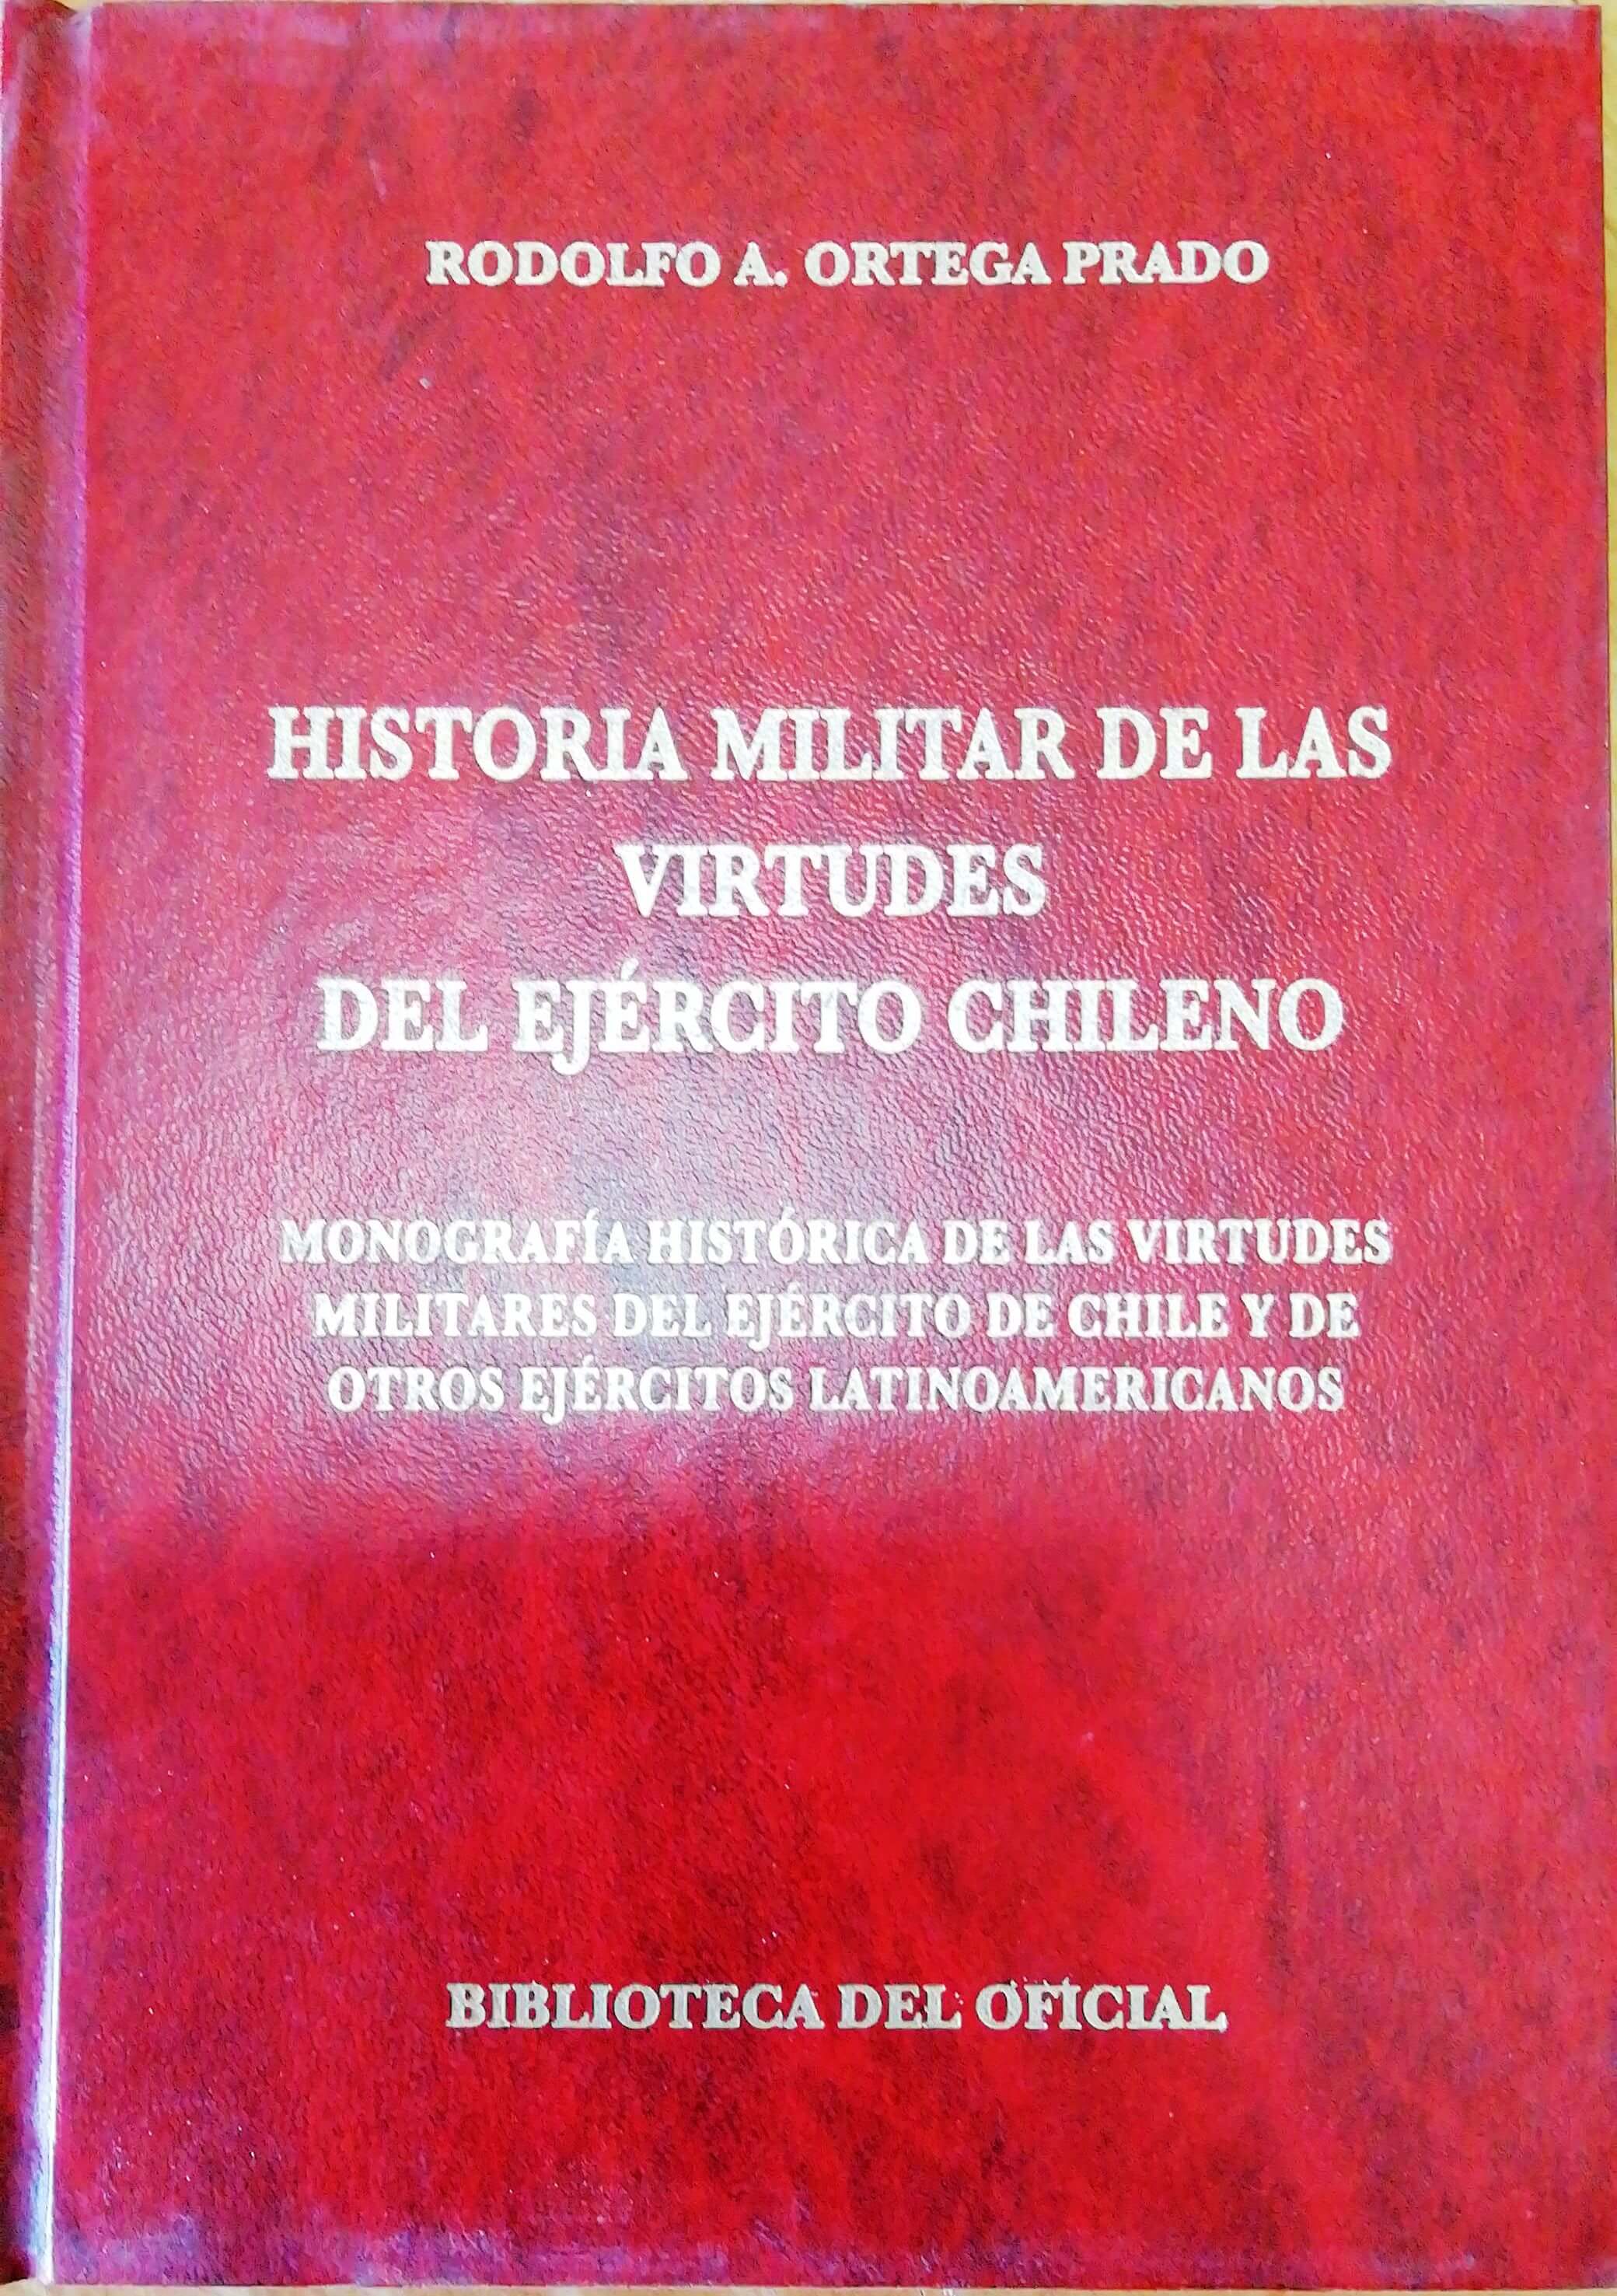 RODOLFO A. ORTEGA PRADO
HISTORIA MILITAR DE LAS
VIRTUDES
DEL EJÉRCITO CHILENO
MONOGRAFÍA HISTÓRICA DE LAS VIRTUDES
MILITARES DEL EJÉRCITO DE CHILE Y DE
OTROS EJÉRCITOS LATINOAMERICANOS
BIBLIOTECA DEL OFICIAL